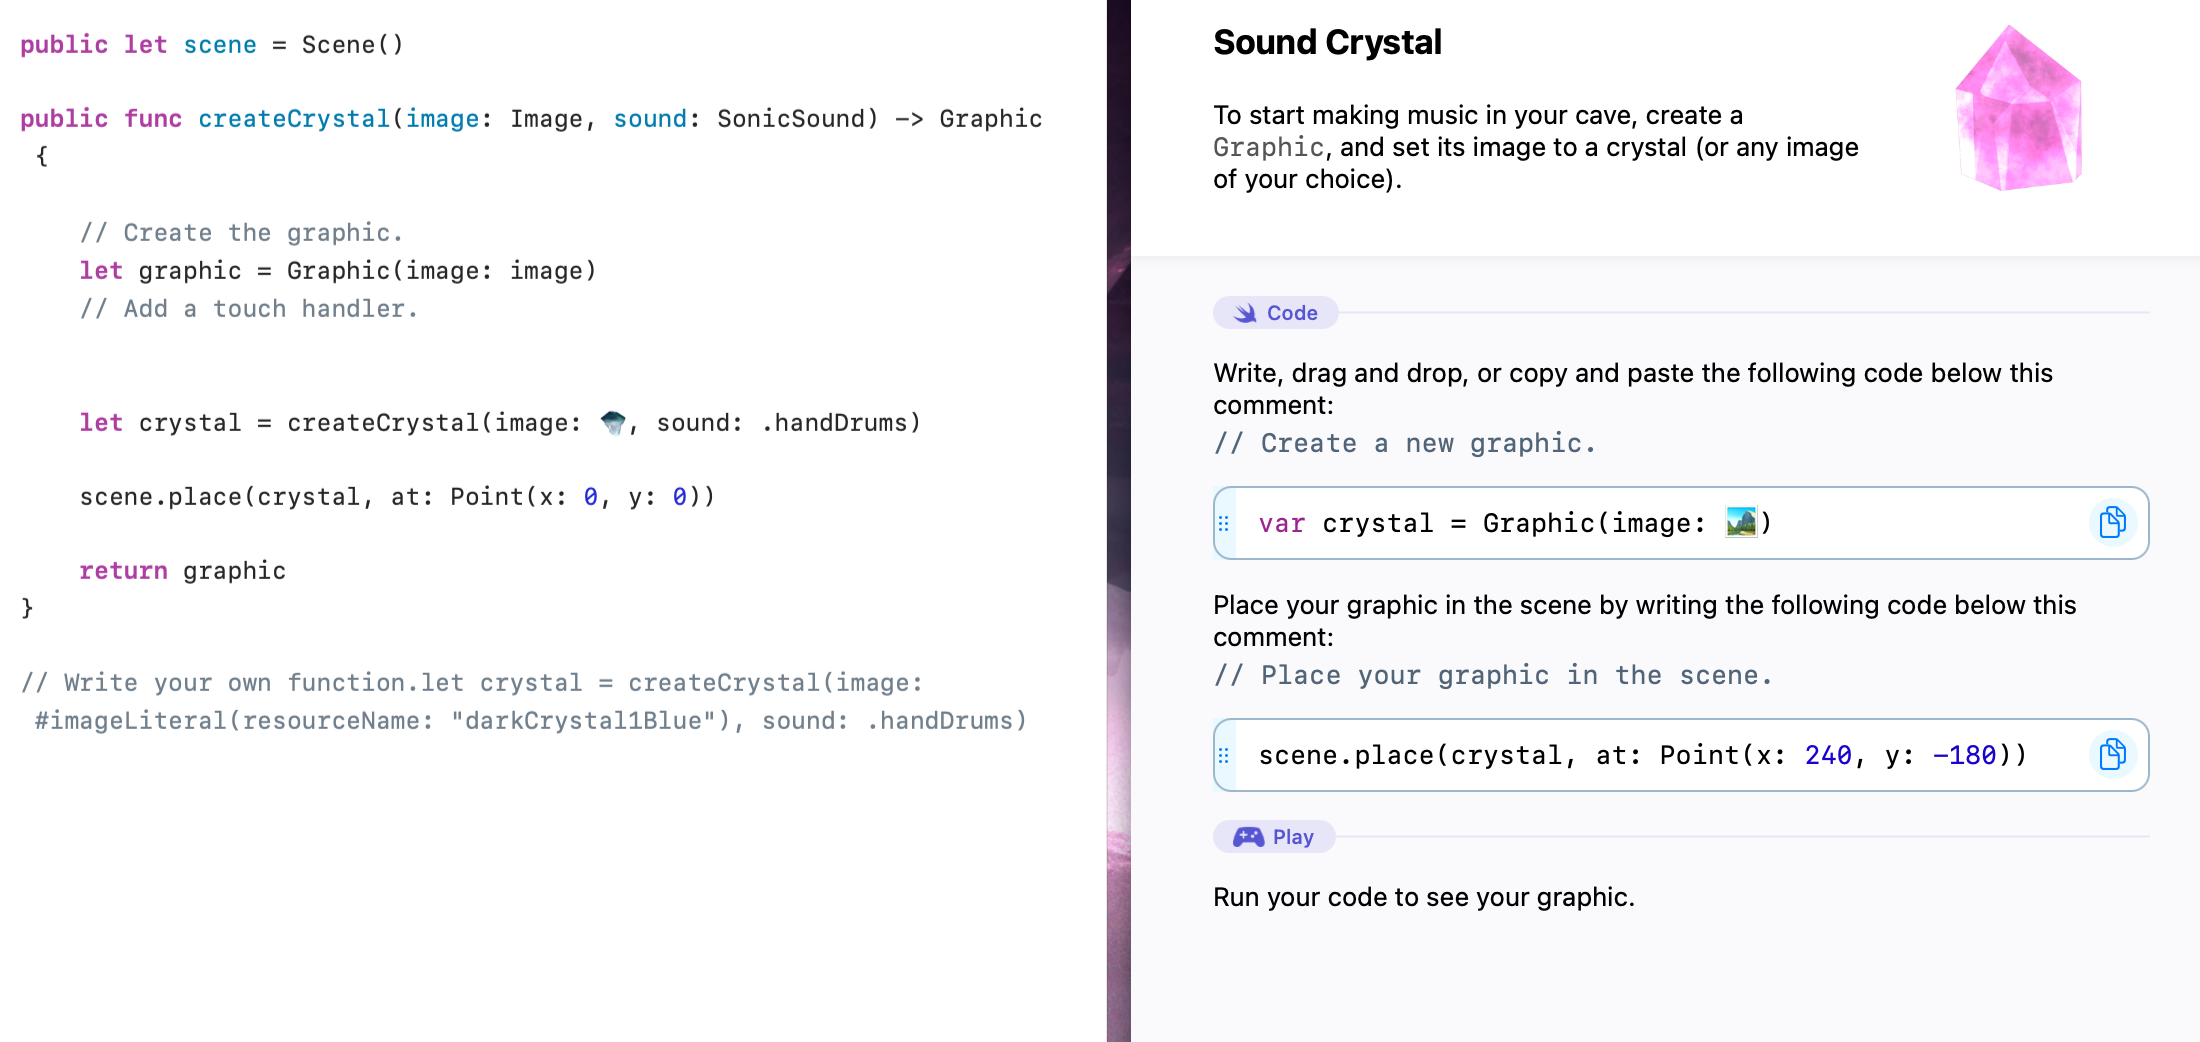 public let scene = Scene()
public func createCrystal(image: Image, sound: SonicSound) -> Graphic
{
// Create the graphic.
let graphic = Graphic(image: image)
// Add a touch handler.
let crystal = createCrystal(image: , sound: .handDrums)
scene.place(crystal, at: Point(x: 0, y: 0))
return graphic
}
// Write your own function.let crystal = createCrystal(image:
#imageLiteral(resourceName: "darkCrystal1Blue"), sound: .handDrums)
Sound Crystal
To start making music in your cave, create a
Graphic, and set its image to a crystal (or any image
of your choice).
Code
Write, drag and drop, or copy and paste the following code below this
comment:
// Create a new graphic.
var crystal = Graphic(image: )
Place your graphic in the scene by writing the following code below this
comment:
// Place your graphic in the scene.
scene.place(crystal, at: Point(x: 240, y: -180))
Play
Run your code to see your graphic.